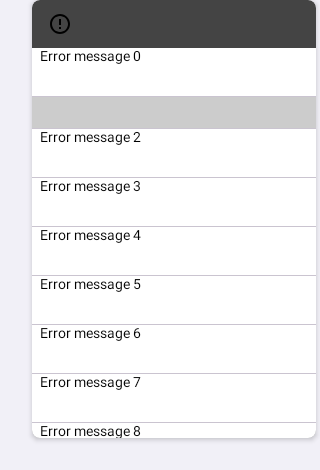 Error message 0
Error message 2
Error message 3
Error message 4
Error message 5
Error message 6
Error message 7
Error message 8